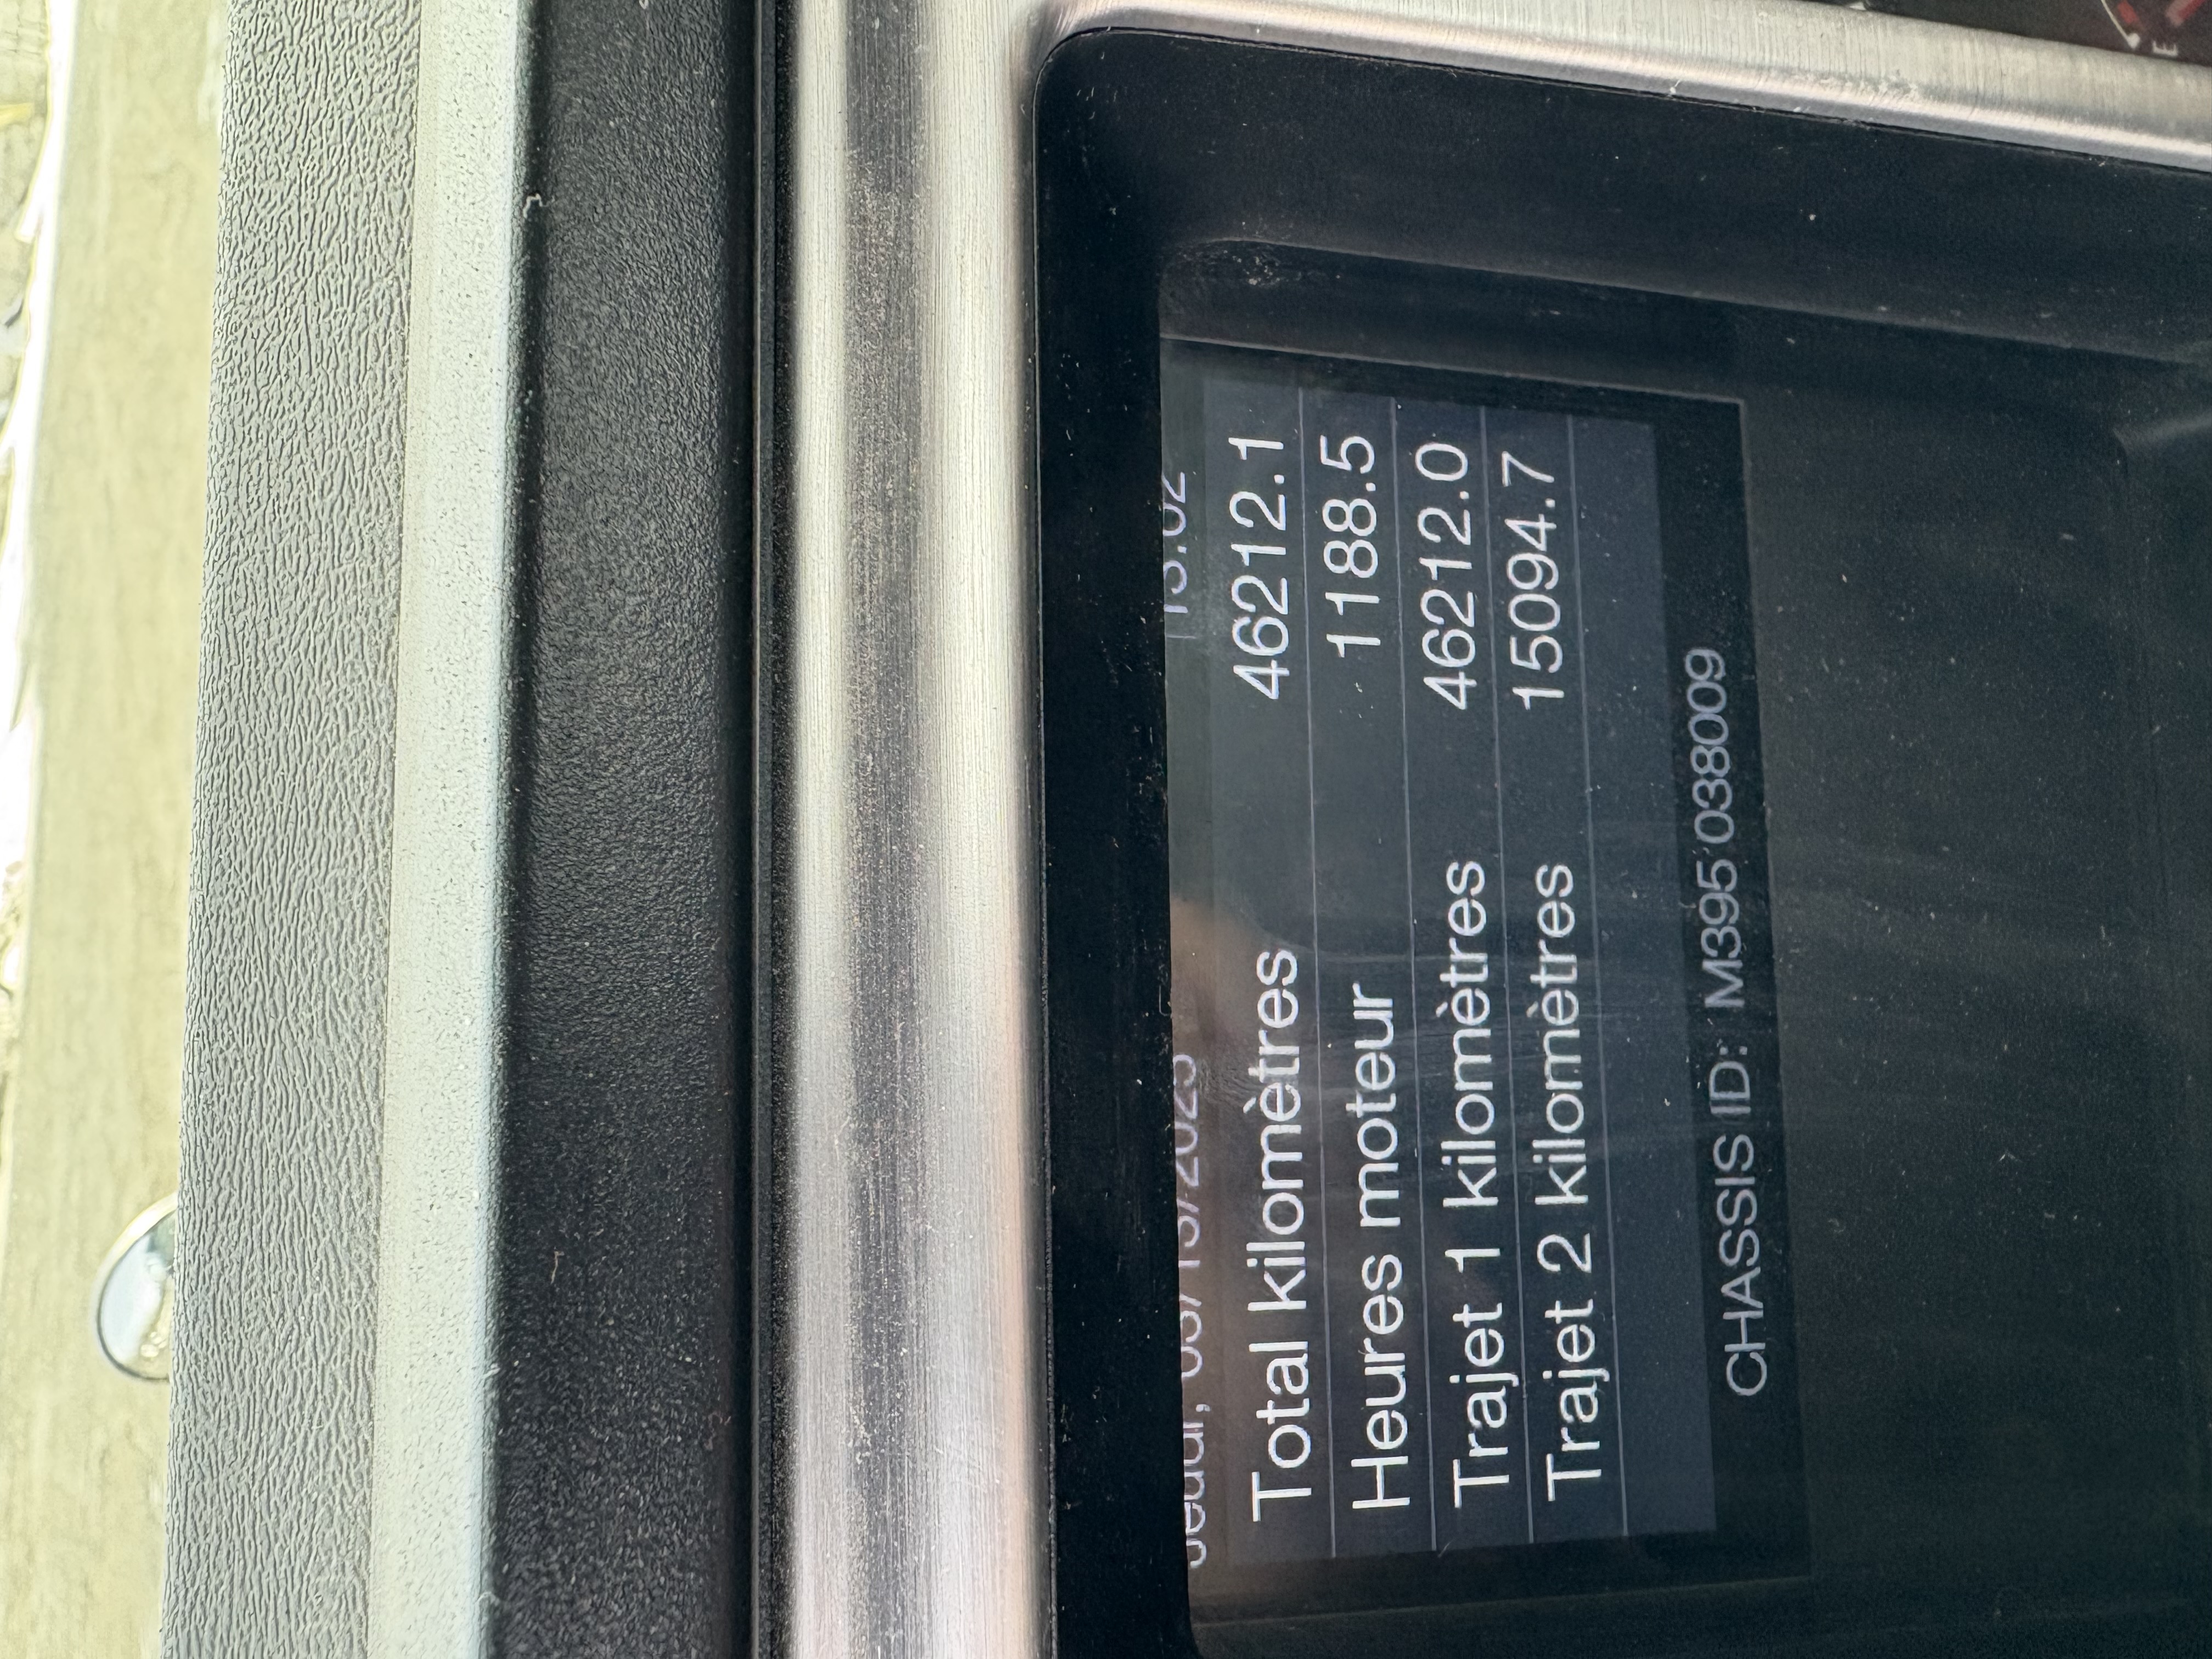 Total kilomètres 46212.1
Heures moteur 1188.5
Trajet 1 kilomètres 46212.0
Trajet 2 kilomètres 15094.7
CHASSIS ID: M395 038009
E